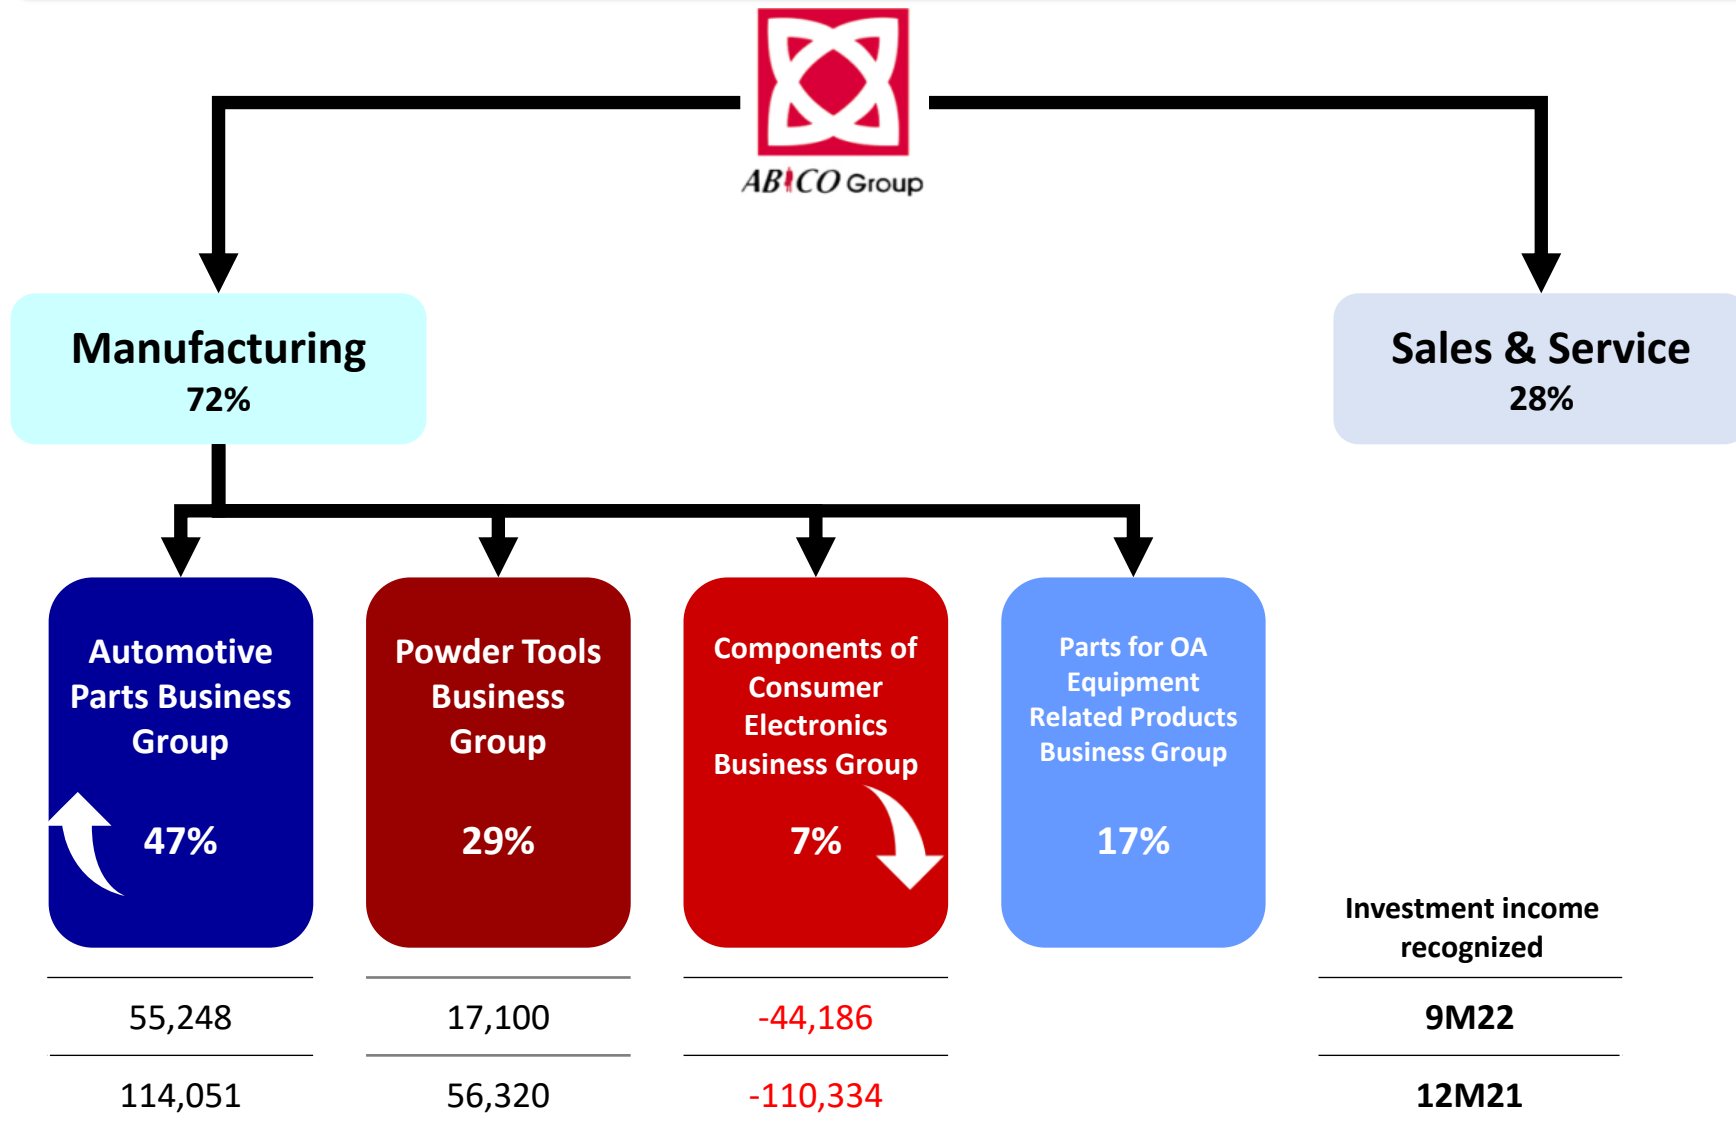 ABICO Group
Manufacturing
72%
Sales & Service
28%
Automotive
Parts Business
Group
47%
Powder Tools
Business
Group
29%
Components of
Consumer
Electronics
Business Group
7%
Parts for OA
Equipment
Related Products
Business Group
17%
Investment income
recognized
55,248 17,100 -44,186 9M22
114,051 56,320 -110,334 12M21